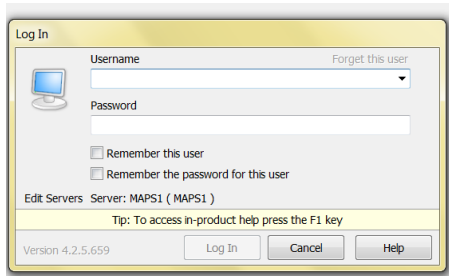 Log In
Username Forget this user
Password
Remember this user
Remember the password for this user
Edit Servers Server: MAPS1 ( MAPS1 )
Tip: To access in-product help press the F1 key
Version 4.2.5.659 Log In Cancel Help